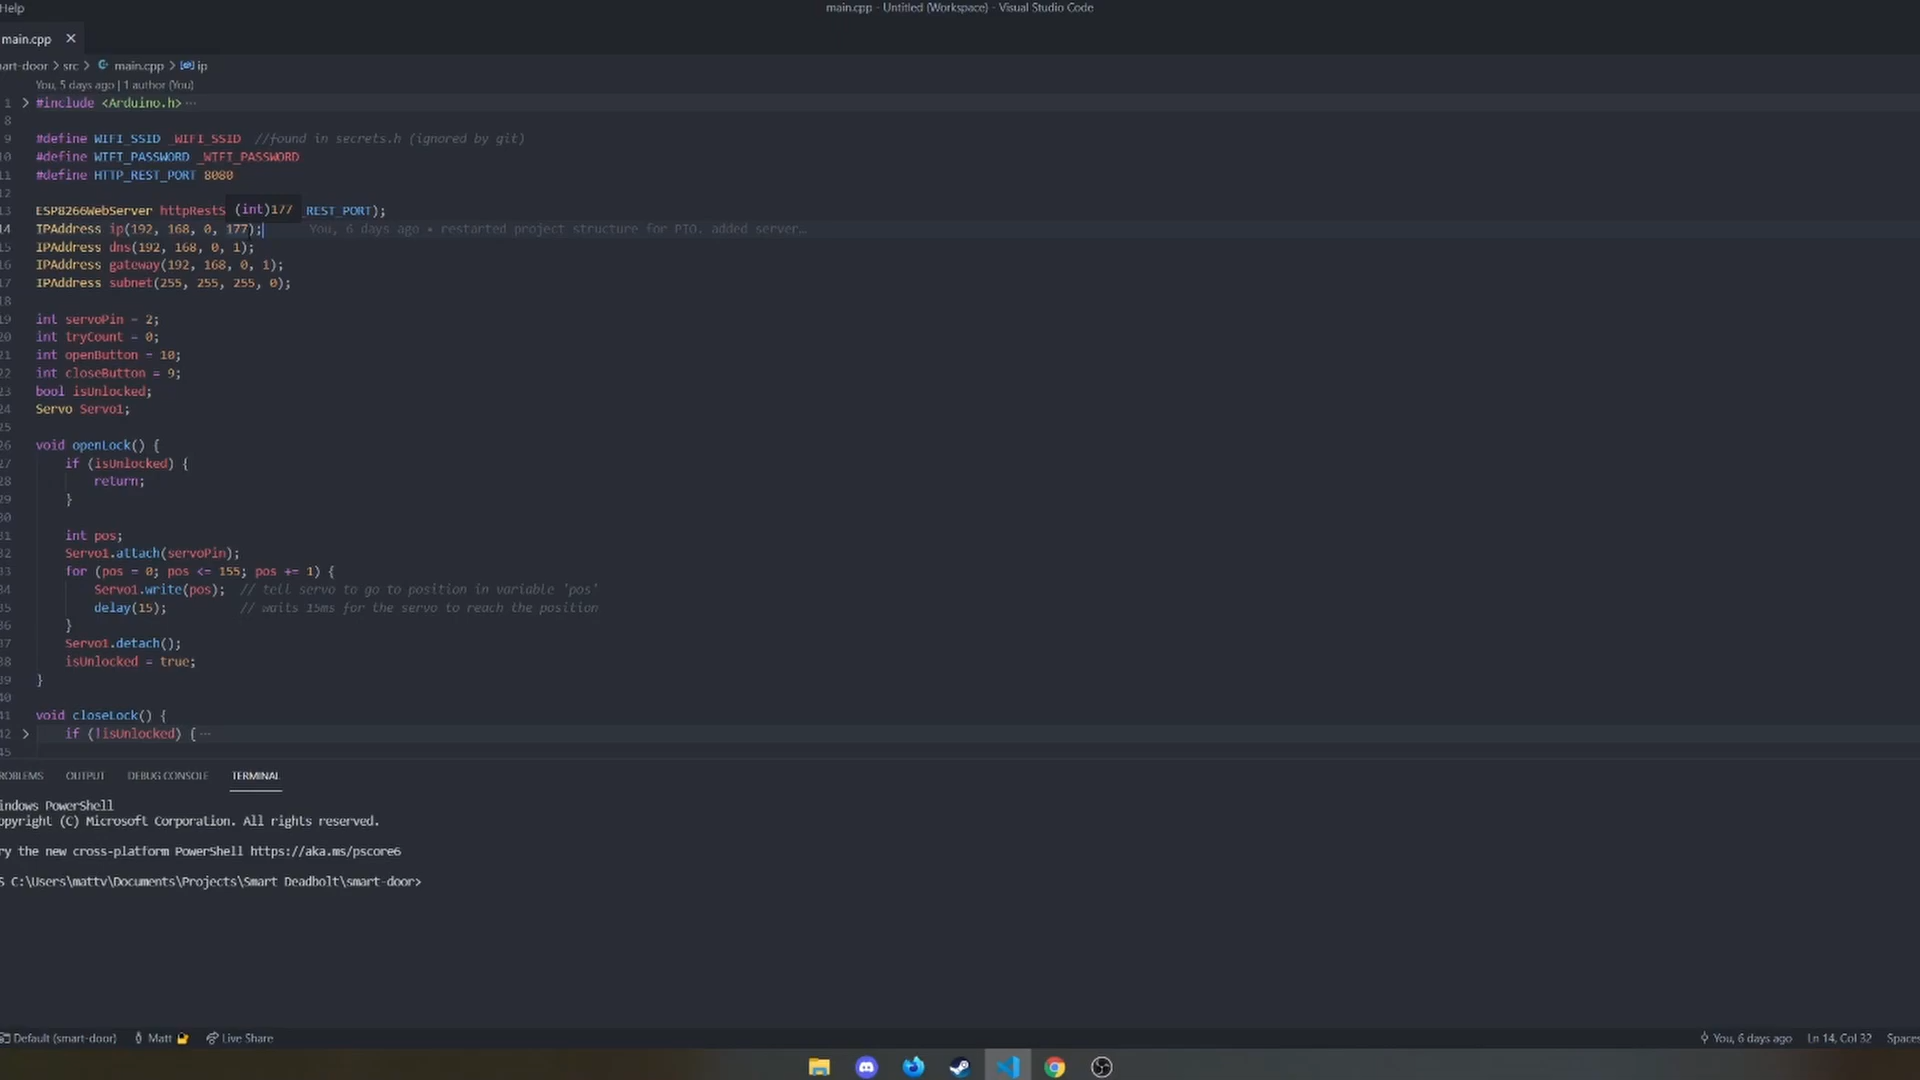 Help
main.cpp - Untitled (Workspace) - Visual Studio Code
main.cpp ×
art-door > src > main.cpp > ip
You, 5 days ago | 1 author (You)
1 > #include <Arduino.h> ···
8
9 #define WIFI_SSID _WIFI_SSID //found in secrets.h (ignored by git)
10 #define WIFI_PASSWORD _WIFI_PASSWORD
11 #define HTTP_REST_PORT 8080
12
13 ESP8266WebServer httpRestS (int)177 _REST_PORT);
14 IPAddress ip(192, 168, 0, 177); You, 6 days ago • restarted project structure for PIO. added server…
15 IPAddress dns(192, 168, 0, 1);
16 IPAddress gateway(192, 168, 0, 1);
17 IPAddress subnet(255, 255, 255, 0);
18
19 int servoPin = 2;
20 int tryCount = 0;
21 int openButton = 10;
22 int closeButton = 9;
23 bool isUnlocked;
24 Servo Servo1;
25
26 void openLock() {
27 if (isUnlocked) {
28 return;
29 }
30
31 int pos;
32 Servo1.attach(servoPin);
33 for (pos = 0; pos <= 155; pos += 1) {
34 Servo1.write(pos); // tell servo to go to position in variable 'pos'
35 delay(15); // waits 15ms for the servo to reach the position
36 }
37 Servo1.detach();
38 isUnlocked = true;
39 }
40
41 void closeLock() {
42 > if (!isUnlocked) { ···
45
ROBLEMS OUTPUT DEBUG CONSOLE TERMINAL
indows PowerShell
opyright (C) Microsoft Corporation. All rights reserved.
ry the new cross-platform PowerShell https://aka.ms/pscore6
S C:\Users\mattv\Documents\Projects\Smart Deadbolt\smart-door>
Default (smart-door) Matt Live Share You, 6 days ago Ln 14, Col 32 Spaces